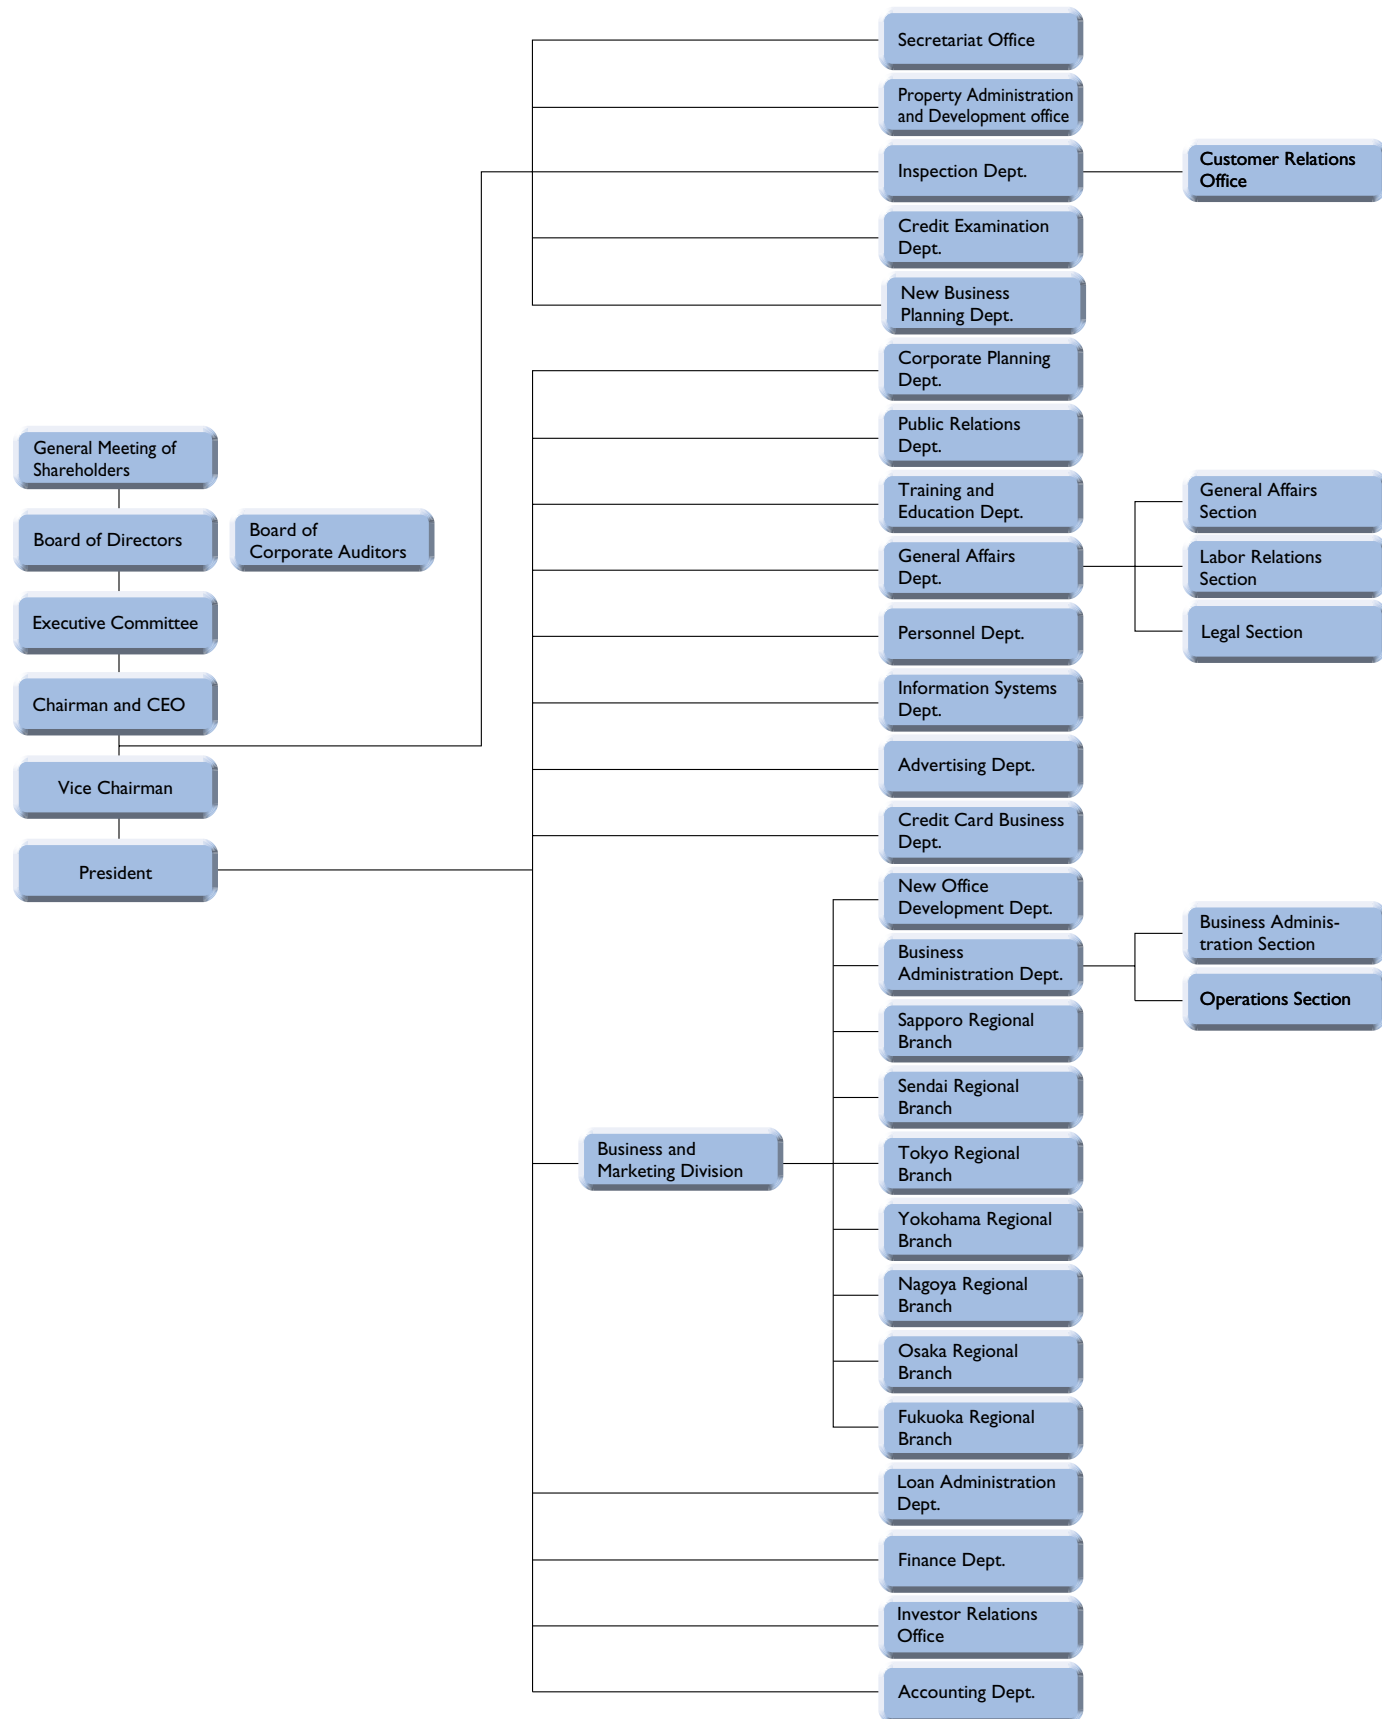 Secretariat Office
Property Administration
and Development office
Inspection Dept.
Customer Relations
Office
Credit Examination
Dept.
New Business
Planning Dept.
Corporate Planning
Dept.
Public Relations
Dept.
General Meeting of
Shareholders
Board of Directors
Board of
Corporate Auditors
Executive Committee
Chairman and CEO
Vice Chairman
President
Training and
Education Dept.
General Affairs
Dept.
General Affairs
Section
Labor Relations
Section
Legal Section
Personnel Dept.
Information Systems
Dept.
Advertising Dept.
Credit Card Business
Dept.
Business and
Marketing Division
New Office
Development Dept.
Business
Administration Dept.
Business Adminis-
tration Section
Operations Section
Sapporo Regional
Branch
Sendai Regional
Branch
Tokyo Regional
Branch
Yokohama Regional
Branch
Nagoya Regional
Branch
Osaka Regional
Branch
Fukuoka Regional
Branch
Loan Administration
Dept.
Finance Dept.
Investor Relations
Office
Accounting Dept.